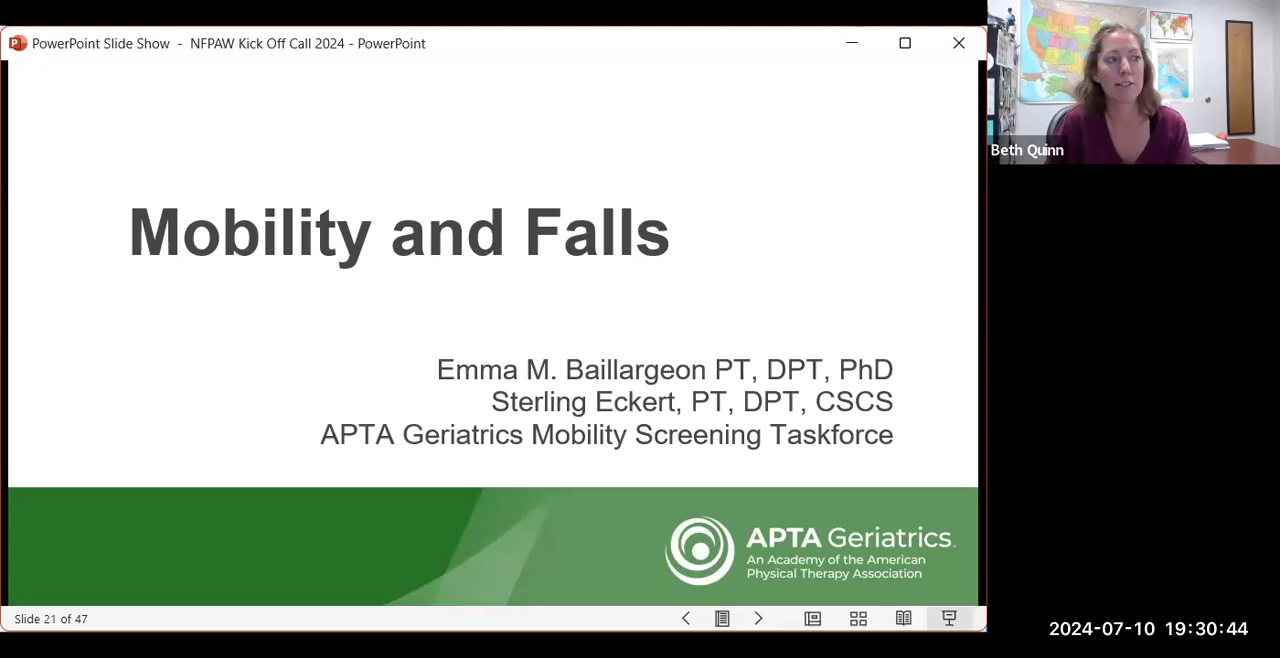 PowerPoint Slide Show - NFPAW Kick Off Call 2024 - PowerPoint
Beth Quinn
Mobility and Falls
Emma M. Baillargeon PT, DPT, PhD
Sterling Eckert, PT, DPT, CSCS
APTA Geriatrics Mobility Screening Taskforce
APTA Geriatrics
An Academy of the American
Physical Therapy Association
Slide 21 of 47
2024-07-10 19:30:44